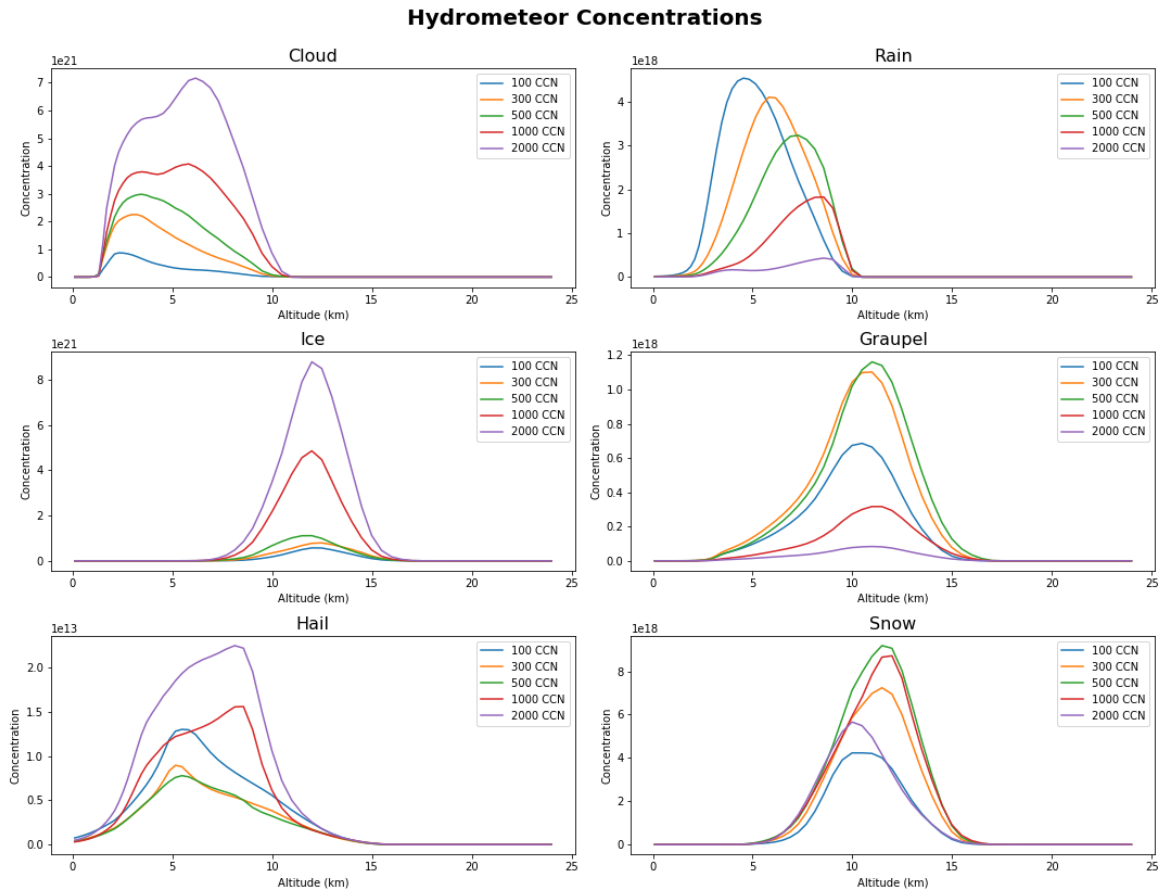 Hydrometeor Concentrations
Cloud
1e21
7
6
5
4
3
2
1
0
Concentration
0 5 10 15 20 25
Altitude (km)
100 CCN
300 CCN
500 CCN
1000 CCN
2000 CCN
Rain
1e18
4
3
2
1
0
Concentration
0 5 10 15 20 25
Altitude (km)
100 CCN
300 CCN
500 CCN
1000 CCN
2000 CCN
Ice
1e21
8
6
4
2
0
Concentration
0 5 10 15 20 25
Altitude (km)
100 CCN
300 CCN
500 CCN
1000 CCN
2000 CCN
Graupel
1e18
1.2
1.0
0.8
0.6
0.4
0.2
0.0
Concentration
0 5 10 15 20 25
Altitude (km)
100 CCN
300 CCN
500 CCN
1000 CCN
2000 CCN
Hail
1e13
2.0
1.5
1.0
0.5
0.0
Concentration
0 5 10 15 20 25
Altitude (km)
100 CCN
300 CCN
500 CCN
1000 CCN
2000 CCN
Snow
1e18
8
6
4
2
0
Concentration
0 5 10 15 20 25
Altitude (km)
100 CCN
300 CCN
500 CCN
1000 CCN
2000 CCN